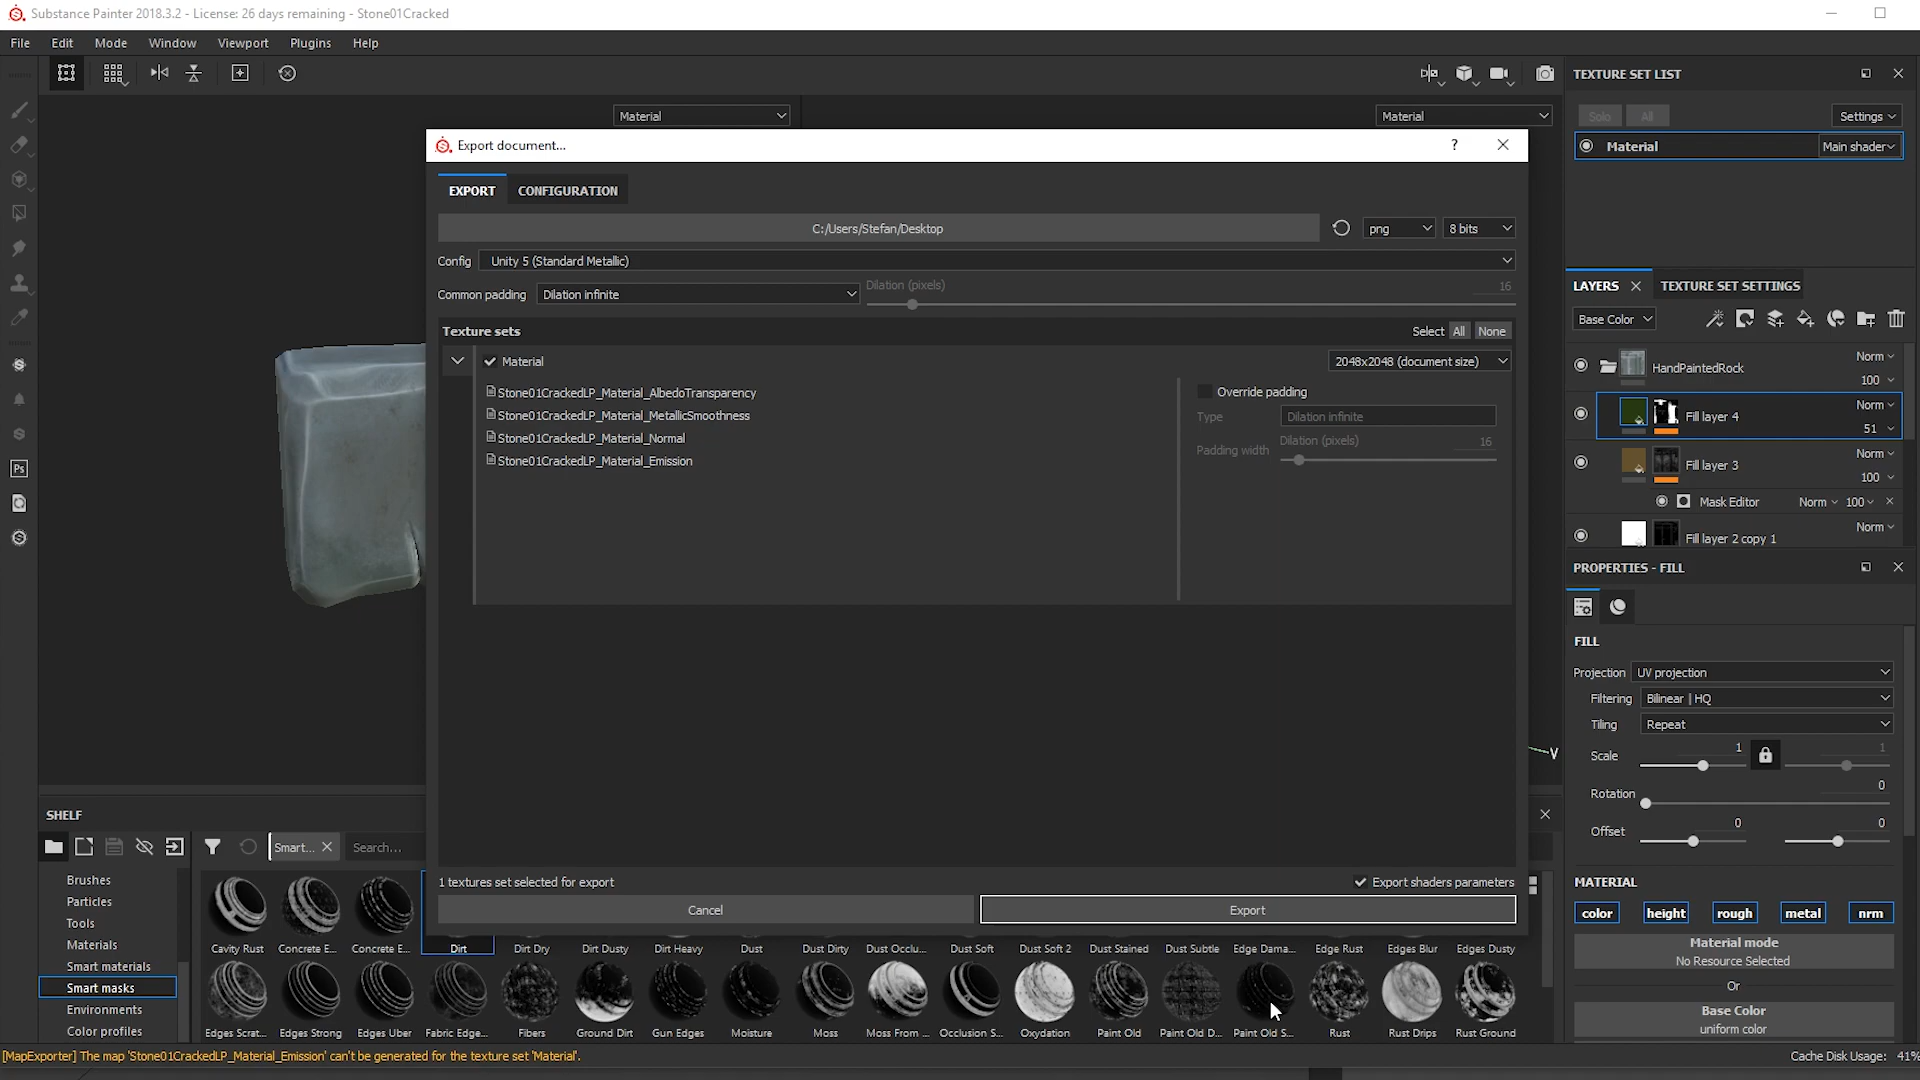 Substance Painter 2018.3.2 - License: 26 days remaining - Stone01Cracked
File Edit Mode Window Viewport Plugins Help
Material
Material
Export document...
?
EXPORT CONFIGURATION
C:/Users/Stefan/Desktop
png
8 bits
Config Unity 5 (Standard Metallic)
Common padding Dilation infinite
Dilation (pixels) 16
Texture sets
Select All None
Material
2048x2048 (document size)
Stone01CrackedLP_Material_AlbedoTransparency
Stone01CrackedLP_Material_MetallicSmoothness
Stone01CrackedLP_Material_Normal
Stone01CrackedLP_Material_Emission
Override padding
Type Dilation infinite
Padding width Dilation (pixels) 16
1 textures set selected for export
Export shaders parameters
Cancel
Export
V
TEXTURE SET LIST
Solo All Settings
Material Main shader
LAYERS TEXTURE SET SETTINGS
Base Color
HandPaintedRock Norm 100
Fill layer 4 Norm 51
Fill layer 3 Norm 100
Mask Editor Norm 100
Fill layer 2 copy 1 Norm
PROPERTIES - FILL
FILL
Projection UV projection
Filtering Bilinear | HQ
Tiling Repeat
Scale 1 1
Rotation 0
Offset 0 0
MATERIAL
color height rough metal nrm
Material mode
No Resource Selected
Or
Base Color
uniform color
Ps
SHELF
Smart... Search...
Brushes
Particles
Tools
Materials
Smart materials
Smart masks
Environments
Color profiles
Cavity Rust Concrete E... Concrete E... Dirt Dirt Dry Dirt Dusty Dirt Heavy Dust Dust Dirty Dust Occlu... Dust Soft Dust Soft 2 Dust Stained Dust Subtle Edge Dama... Edge Rust Edges Blur Edges Dusty
Edges Scrat... Edges Strong Edges Uber Fabric Edge... Fibers Ground Dirt Gun Edges Moisture Moss Moss From ... Occlusion S... Oxydation Paint Old Paint Old D... Paint Old S... Rust Rust Drips Rust Ground
[MapExporter] The map 'Stone01CrackedLP_Material_Emission' can't be generated for the texture set 'Material'.
Cache Disk Usage: 41%